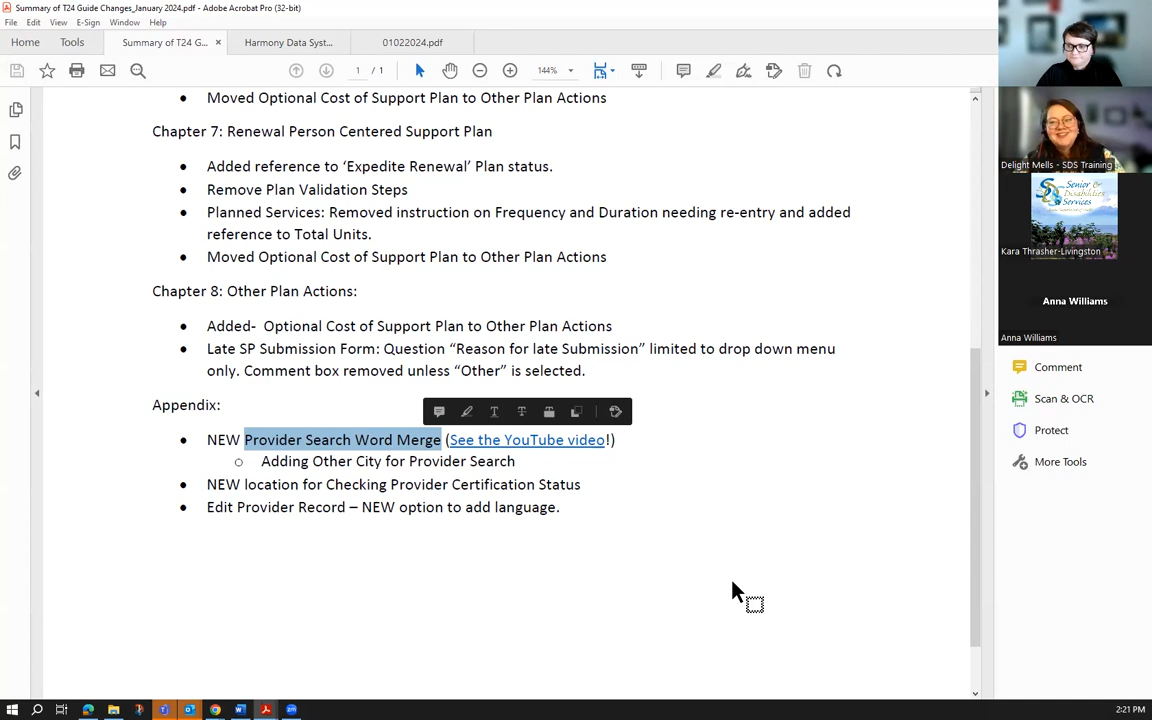 Summary of T24 Guide Changes_January 2024.pdf - Adobe Acrobat Pro (32-bit)
File Edit View E-Sign Window Help
Home Tools Summary of T24 G... × Harmony Data Syst... 01022024.pdf
1 / 1 144%
• Moved Optional Cost of Support Plan to Other Plan Actions
Chapter 7: Renewal Person Centered Support Plan
• Added reference to ‘Expedite Renewal’ Plan status.
• Remove Plan Validation Steps
• Planned Services: Removed instruction on Frequency and Duration needing re-entry and added
reference to Total Units.
• Moved Optional Cost of Support Plan to Other Plan Actions
Chapter 8: Other Plan Actions:
• Added- Optional Cost of Support Plan to Other Plan Actions
• Late SP Submission Form: Question “Reason for late Submission” limited to drop down menu
only. Comment box removed unless “Other” is selected.
Appendix:
• NEW Provider Search Word Merge (See the YouTube video!)
○ Adding Other City for Provider Search
• NEW location for Checking Provider Certification Status
• Edit Provider Record – NEW option to add language.
Delight Mells - SDS Training
Senior &
Disabilities
Services
Kara Thrasher-Livingston
Anna Williams
Anna Williams
Comment
Scan & OCR
Protect
More Tools
2:21 PM